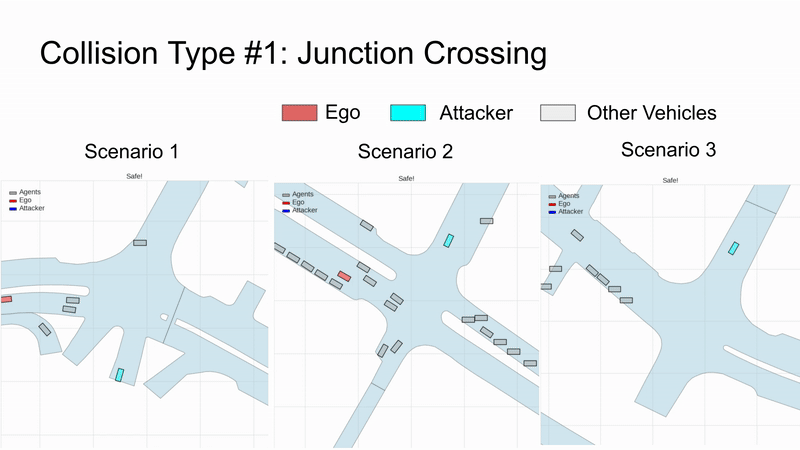 Collision Type #1: Junction Crossing
Ego
Attacker
Other Vehicles
Scenario 1
Scenario 2
Scenario 3
Safe!
Agents
Ego
Attacker
Safe!
Agents
Ego
Attacker
Safe!
Agents
Ego
Attacker